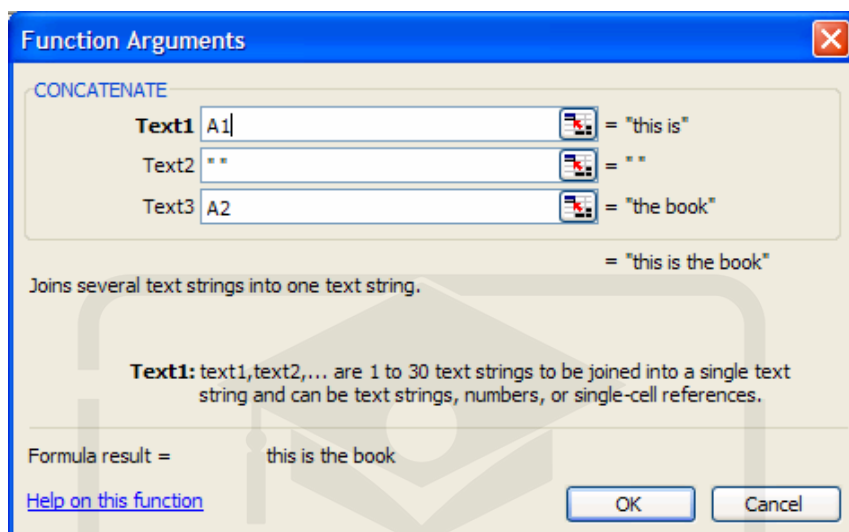 Function Arguments
CONCATENATE
Text1 A1 = "this is"
Text2 " " = " "
Text3 A2 = "the book"
= "this is the book"
Joins several text strings into one text string.
Text1: text1,text2,... are 1 to 30 text strings to be joined into a single text
string and can be text strings, numbers, or single-cell references.
Formula result = this is the book
Help on this function OK Cancel